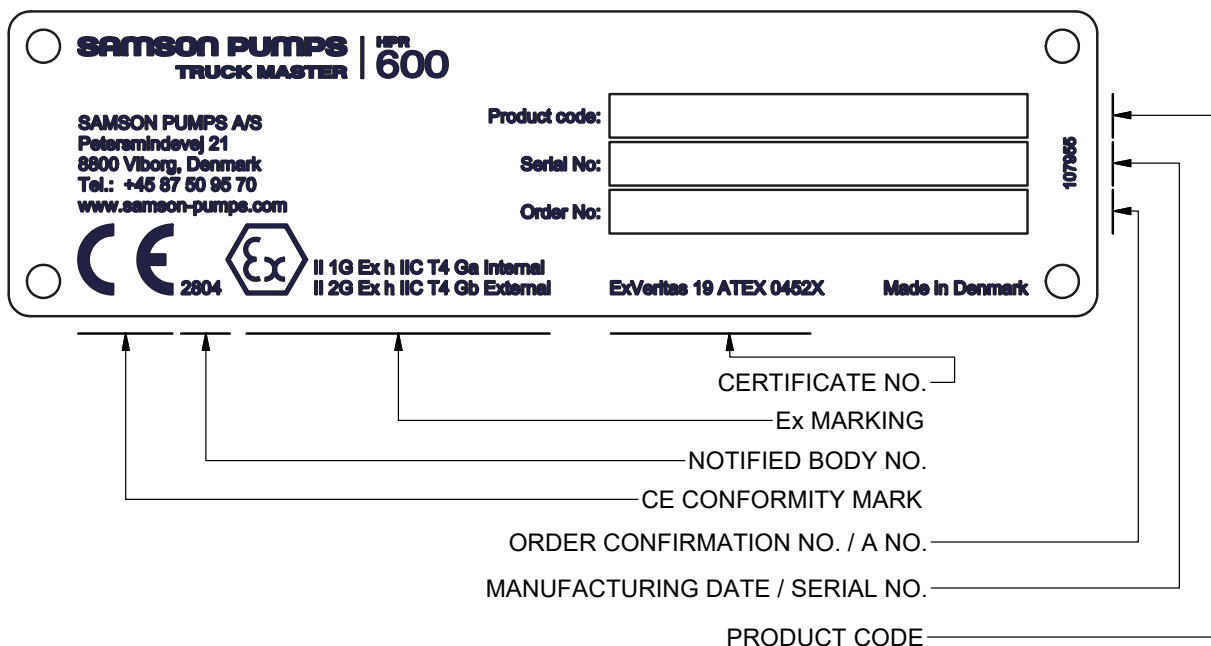 SAMSON PUMPS
TRUCK MASTER
HPR
600
SAMSON PUMPS A/S
Petersmindevej 21
8800 Viborg, Denmark
Tel.: +45 87 50 95 70
www.samson-pumps.com
Product code:
Serial No:
Order No:
107955
CE 2804
Ex
II 1G Ex h IIC T4 Ga Internal
II 2G Ex h IIC T4 Gb External
ExVeritas 19 ATEX 0452X
Made in Denmark
CERTIFICATE NO.
Ex MARKING
NOTIFIED BODY NO.
CE CONFORMITY MARK
ORDER CONFIRMATION NO. / A NO.
MANUFACTURING DATE / SERIAL NO.
PRODUCT CODE